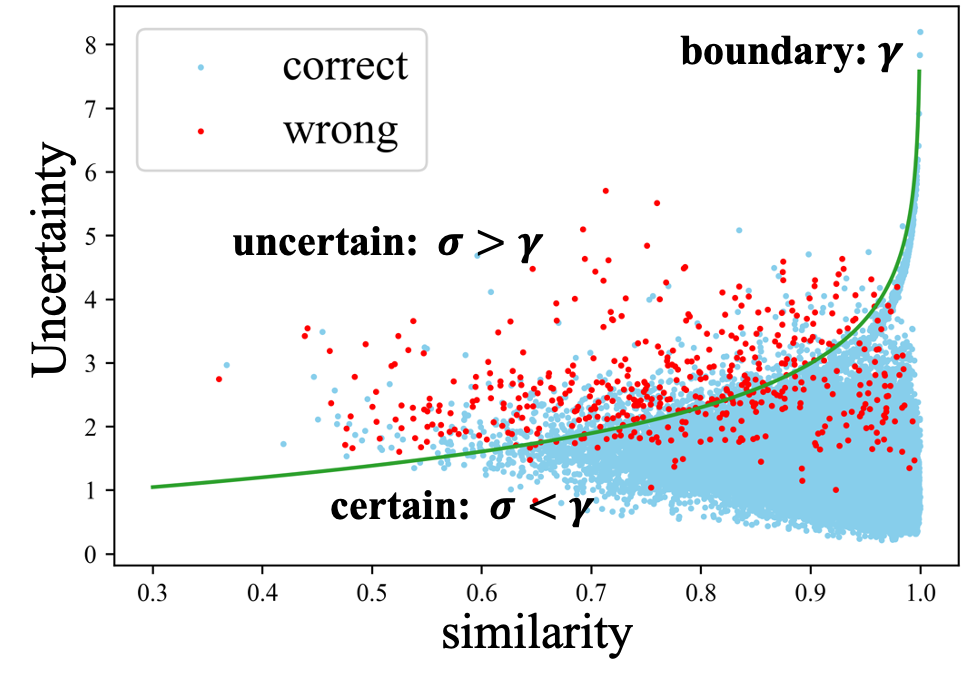 8
7
6
5
4
3
2
1
0
Uncertainty
correct
wrong
boundary: γ
uncertain: σ > γ
certain: σ < γ
0.3 0.4 0.5 0.6 0.7 0.8 0.9 1.0
similarity